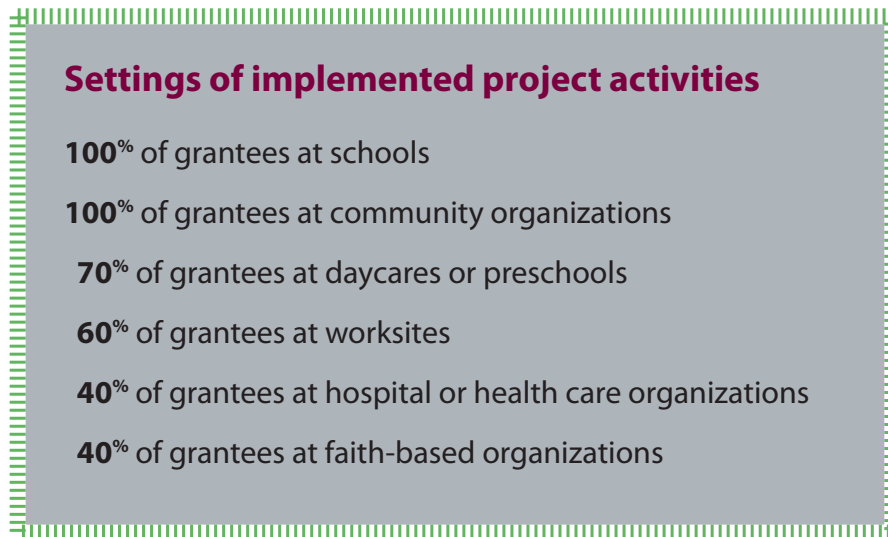 Settings of implemented project activities
100% of grantees at schools
100% of grantees at community organizations
70% of grantees at daycares or preschools
60% of grantees at worksites
40% of grantees at hospital or health care organizations
40% of grantees at faith-based organizations